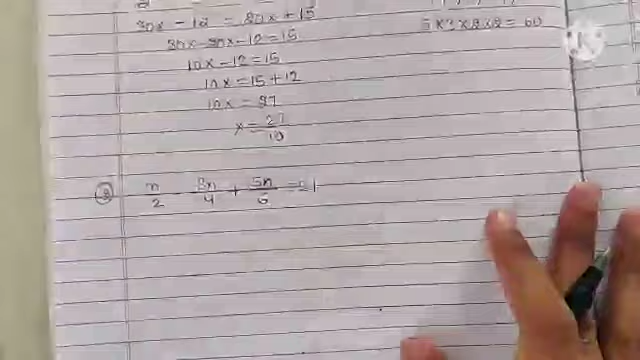 30x - 12 = 20x + 15
30x - 20x - 12 = 15
10x - 12 = 15
10x = 15 + 12
10x = 27
x = 27/10
5 × 3 × 2 × 2 = 60
② n/2 - 3n/4 + 5n/6 = 21